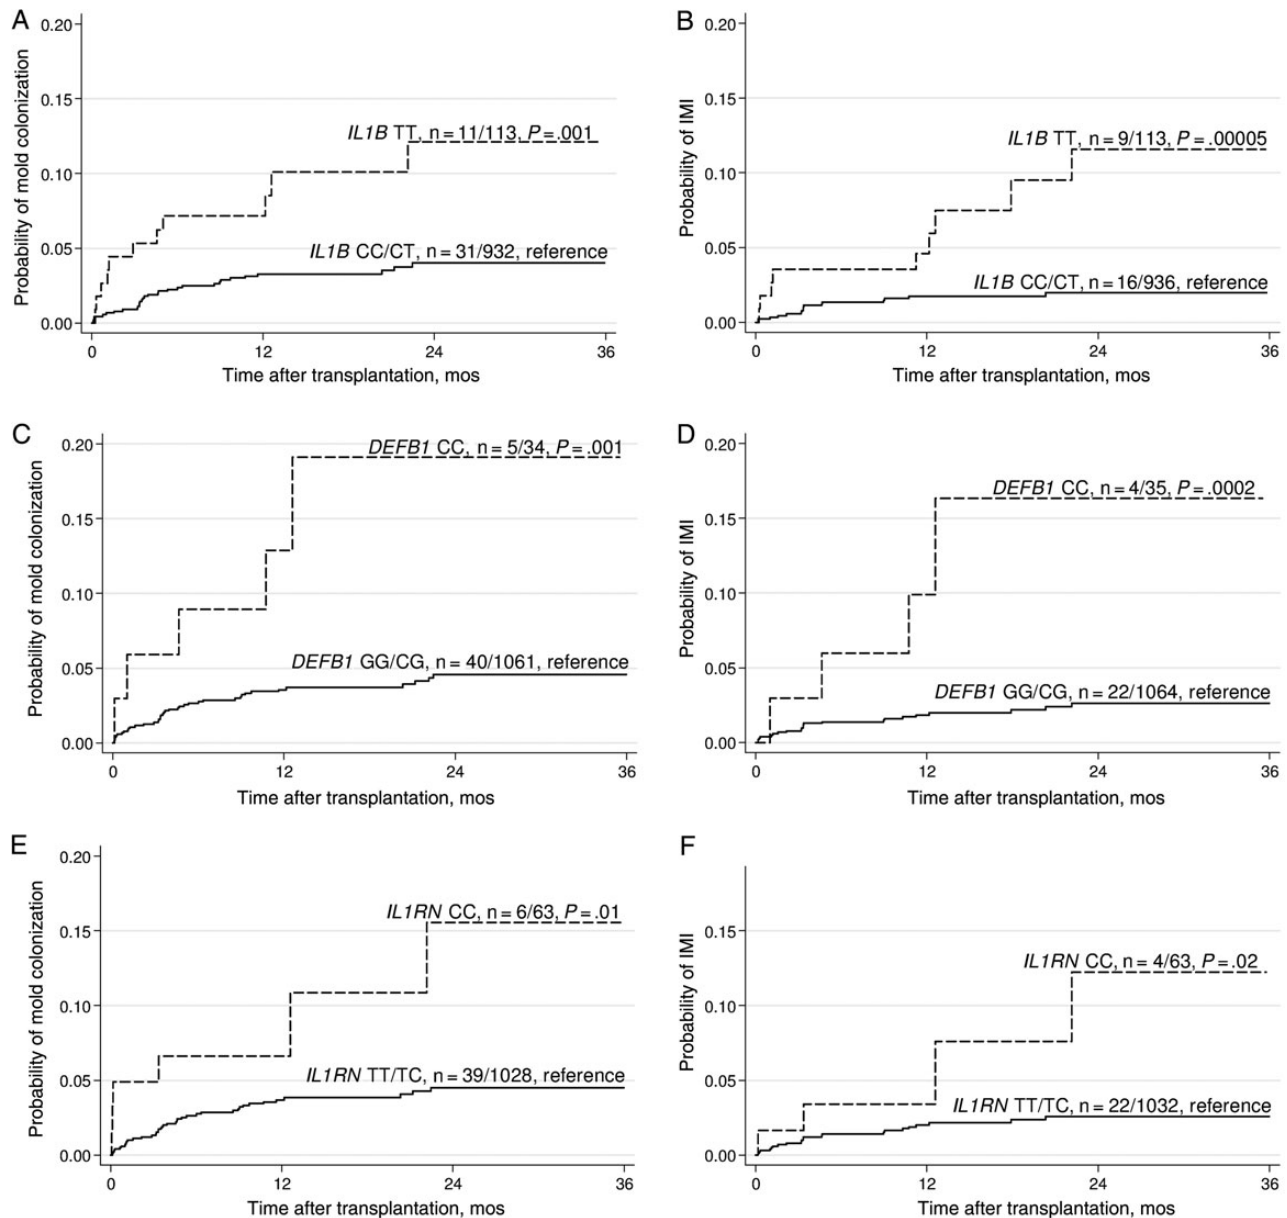 A
Probability of mold colonization
0.20
0.15
0.10
0.05
0.00
IL1B TT, n = 11/113, P = .001
IL1B CC/CT, n = 31/932, reference
0 12 24 36
Time after transplantation, mos
B
Probability of IMI
0.20
0.15
0.10
0.05
0.00
IL1B TT, n = 9/113, P = .00005
IL1B CC/CT, n = 16/936, reference
0 12 24 36
Time after transplantation, mos
C
Probability of mold colonization
0.20
0.15
0.10
0.05
0.00
DEFB1 CC, n = 5/34, P = .001
DEFB1 GG/CG, n = 40/1061, reference
0 12 24 36
Time after transplantation, mos
D
Probability of IMI
0.20
0.15
0.10
0.05
0.00
DEFB1 CC, n = 4/35, P = .0002
DEFB1 GG/CG, n = 22/1064, reference
0 12 24 36
Time after transplantation, mos
E
Probability of mold colonization
0.20
0.15
0.10
0.05
0.00
IL1RN CC, n = 6/63, P = .01
IL1RN TT/TC, n = 39/1028, reference
0 12 24 36
Time after transplantation, mos
F
Probability of IMI
0.15
0.10
0.05
0.00
IL1RN CC, n = 4/63, P = .02
IL1RN TT/TC, n = 22/1032, reference
0 12 24 36
Time after transplantation, mos